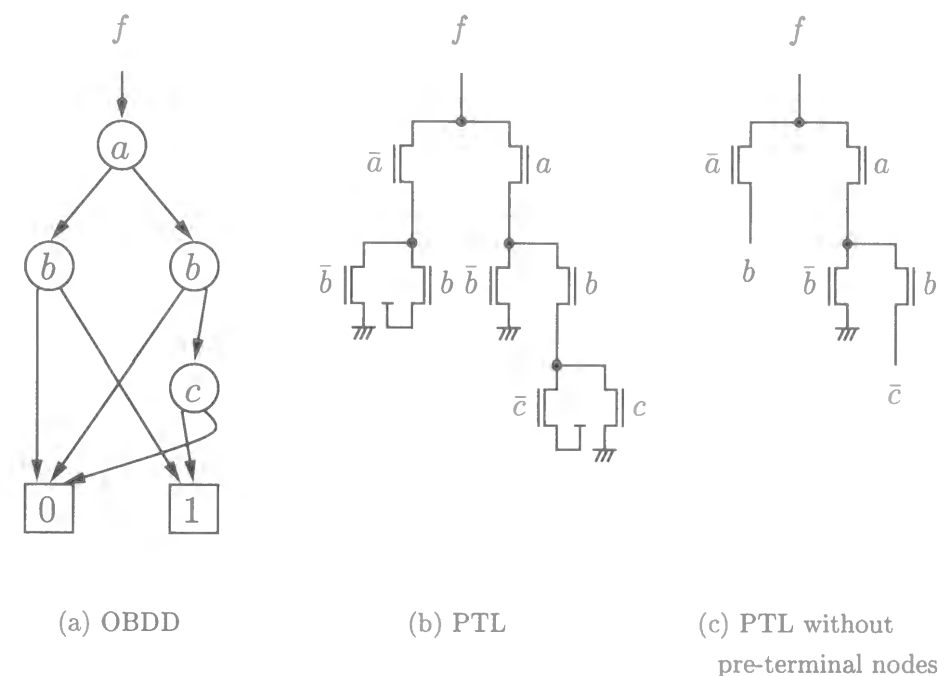 f
f
f
a
ā
a
ā
a
b
b
b̄
b
b̄
b
b
b̄
b
c
c̄
c
c̄
0
1
(a) OBDD
(b) PTL
(c) PTL without
pre-terminal nodes